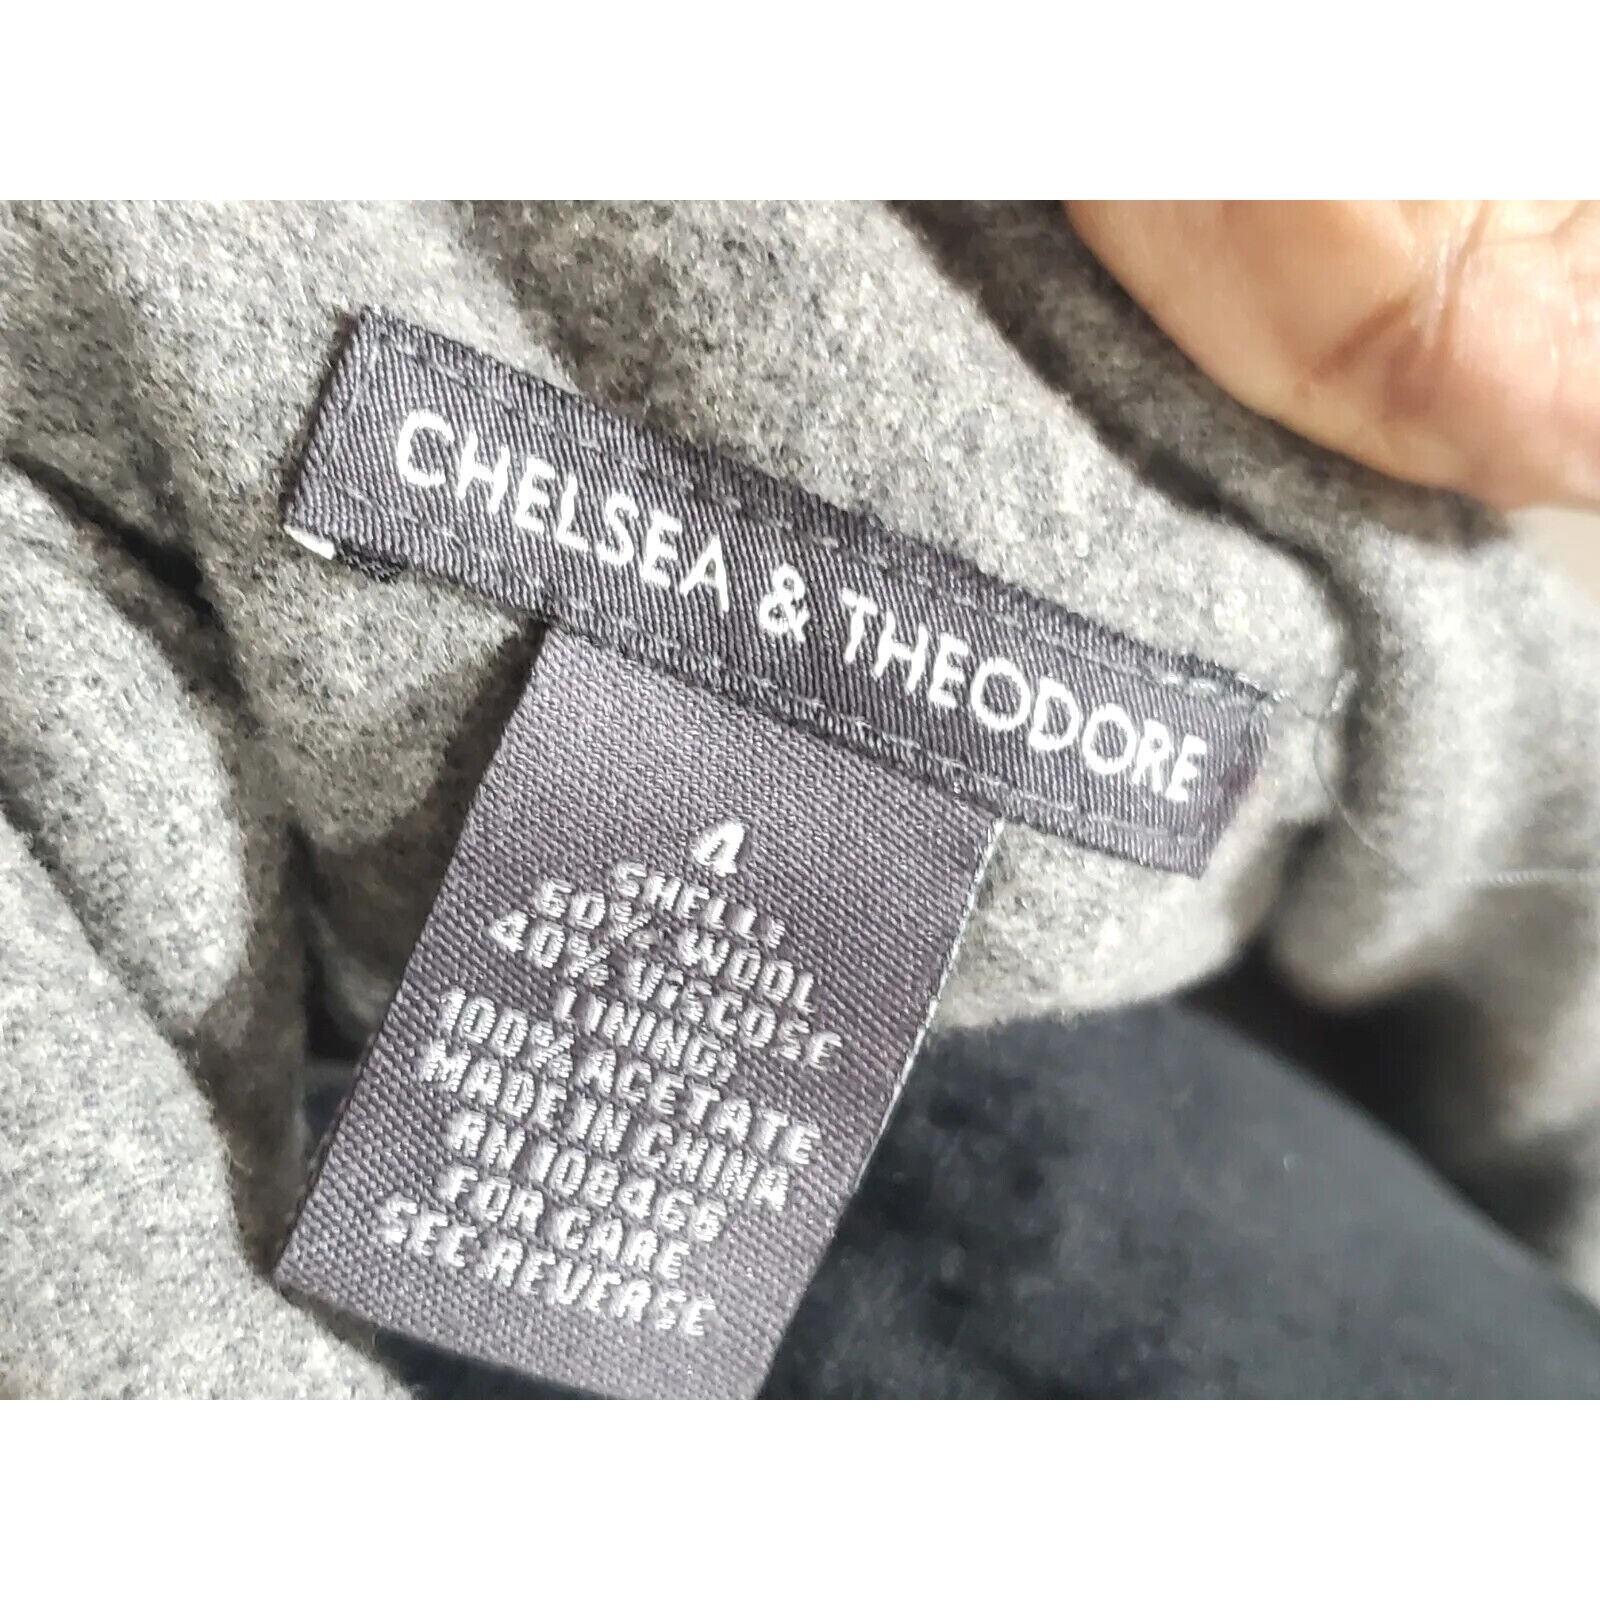 CHELSEA & THEODORE
4
SHELL:
60% WOOL
40% VISCOSE
LINING:
100% ACETATE
MADE IN CHINA
RN 108466
FOR CARE
SEE REVERSE